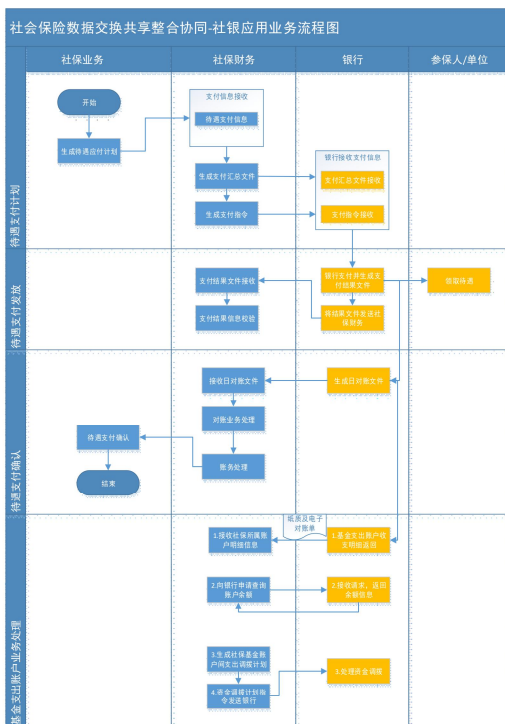 社会保险数据交换共享整合协同-社银应用业务流程图
社保业务
社保财务
银行
参保人/单位
待遇支付计划
开始
生成待遇应付计划
支付信息接收
待遇支付信息
生成支付汇总文件
生成支付指令
银行接收支付信息
支付汇总文件接收
支付指令接收
待遇支付发放
支付结果文件接收
支付结果信息校验
银行支付并生成支
付结果文件
将结果文件发送社
保财务
领取待遇
待遇支付确认
接收日对账文件
生成日对账文件
对账业务处理
待遇支付确认
账务处理
结束
基金支出账户业务处理
纸质及电子
对账单
1.接收社保所属账
户明细信息
1.基金支出账户收
支明细返回
2.向银行申请查询
账户余额
2.接收请求、返回
余额信息
3.生成社保基金账
户间支出调拨计划
4.资金调拨计划指
令发送银行
3.处理资金调拨